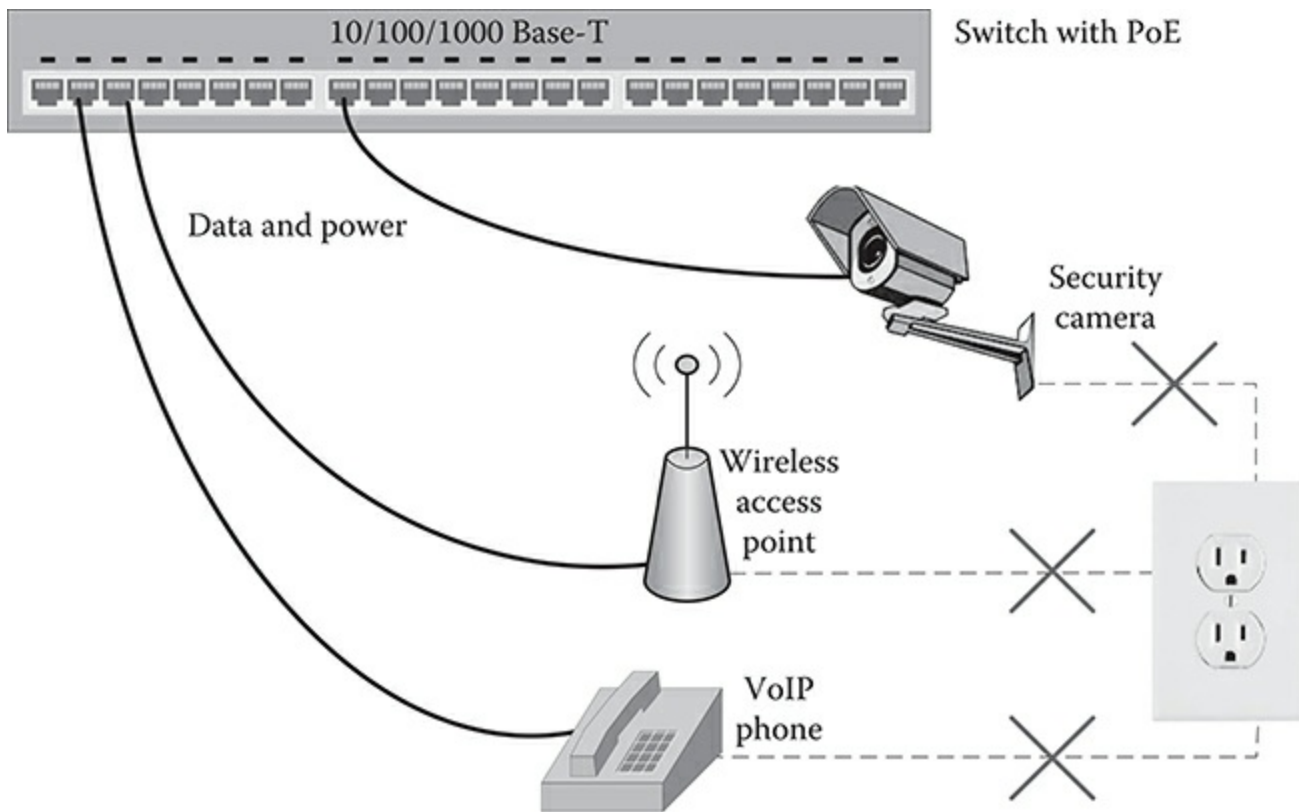 10/100/1000 Base-T
Switch with PoE
Data and power
Security
camera
Wireless
access
point
VoIP
phone